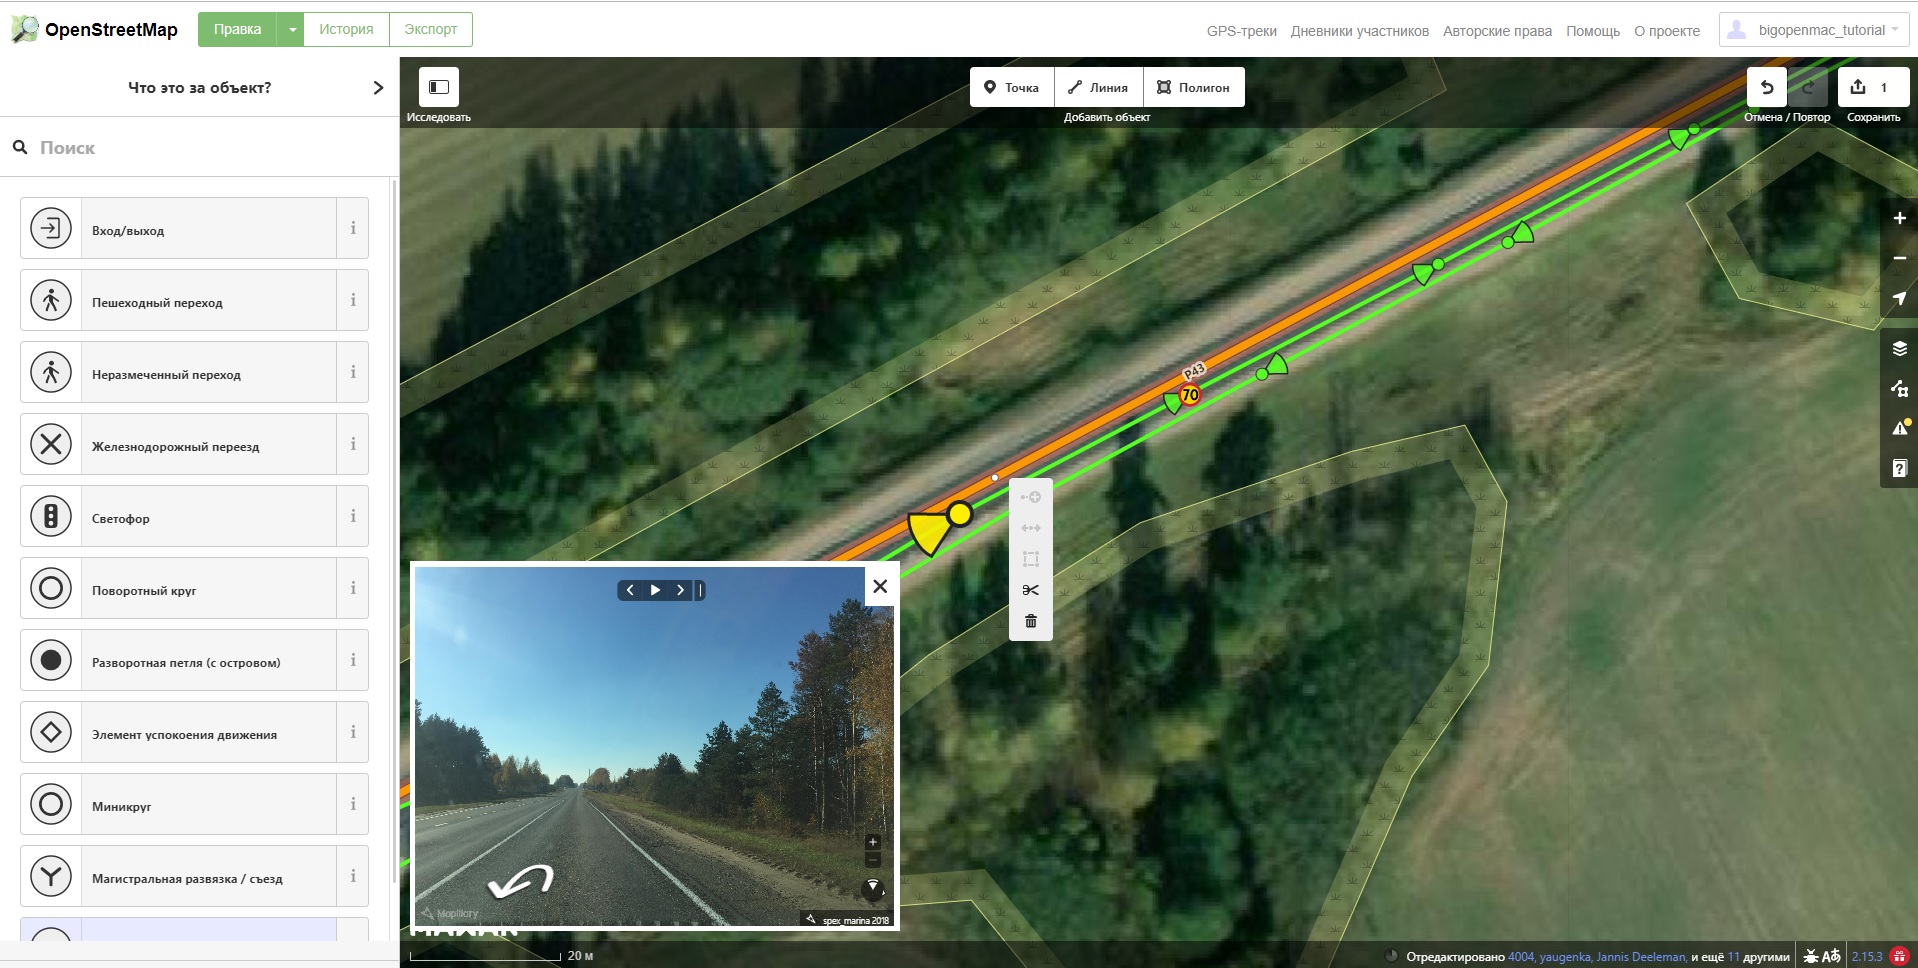 OpenStreetMap
Правка
История
Экспорт
GPS-треки
Дневники участников
Авторские права
Помощь
О проекте
bigopenmac_tutorial
Что это за объект?
Поиск
Вход/выход
Пешеходный переход
Неразмеченный переход
Железнодорожный переезд
Светофор
Поворотный круг
Разворотная петля (с островом)
Элемент успокоения движения
Миникруг
Магистральная развязка / съезд
Исследовать
Точка
Линия
Полигон
Добавить объект
Отмена / Повтор
1
Сохранить
P43
70
Mapillary
spex_marina 2018
MAXAR
20 м
Отредактировано 4004, yaugenka, Jannis Deeleman, и ещё 11 другими
2.15.3